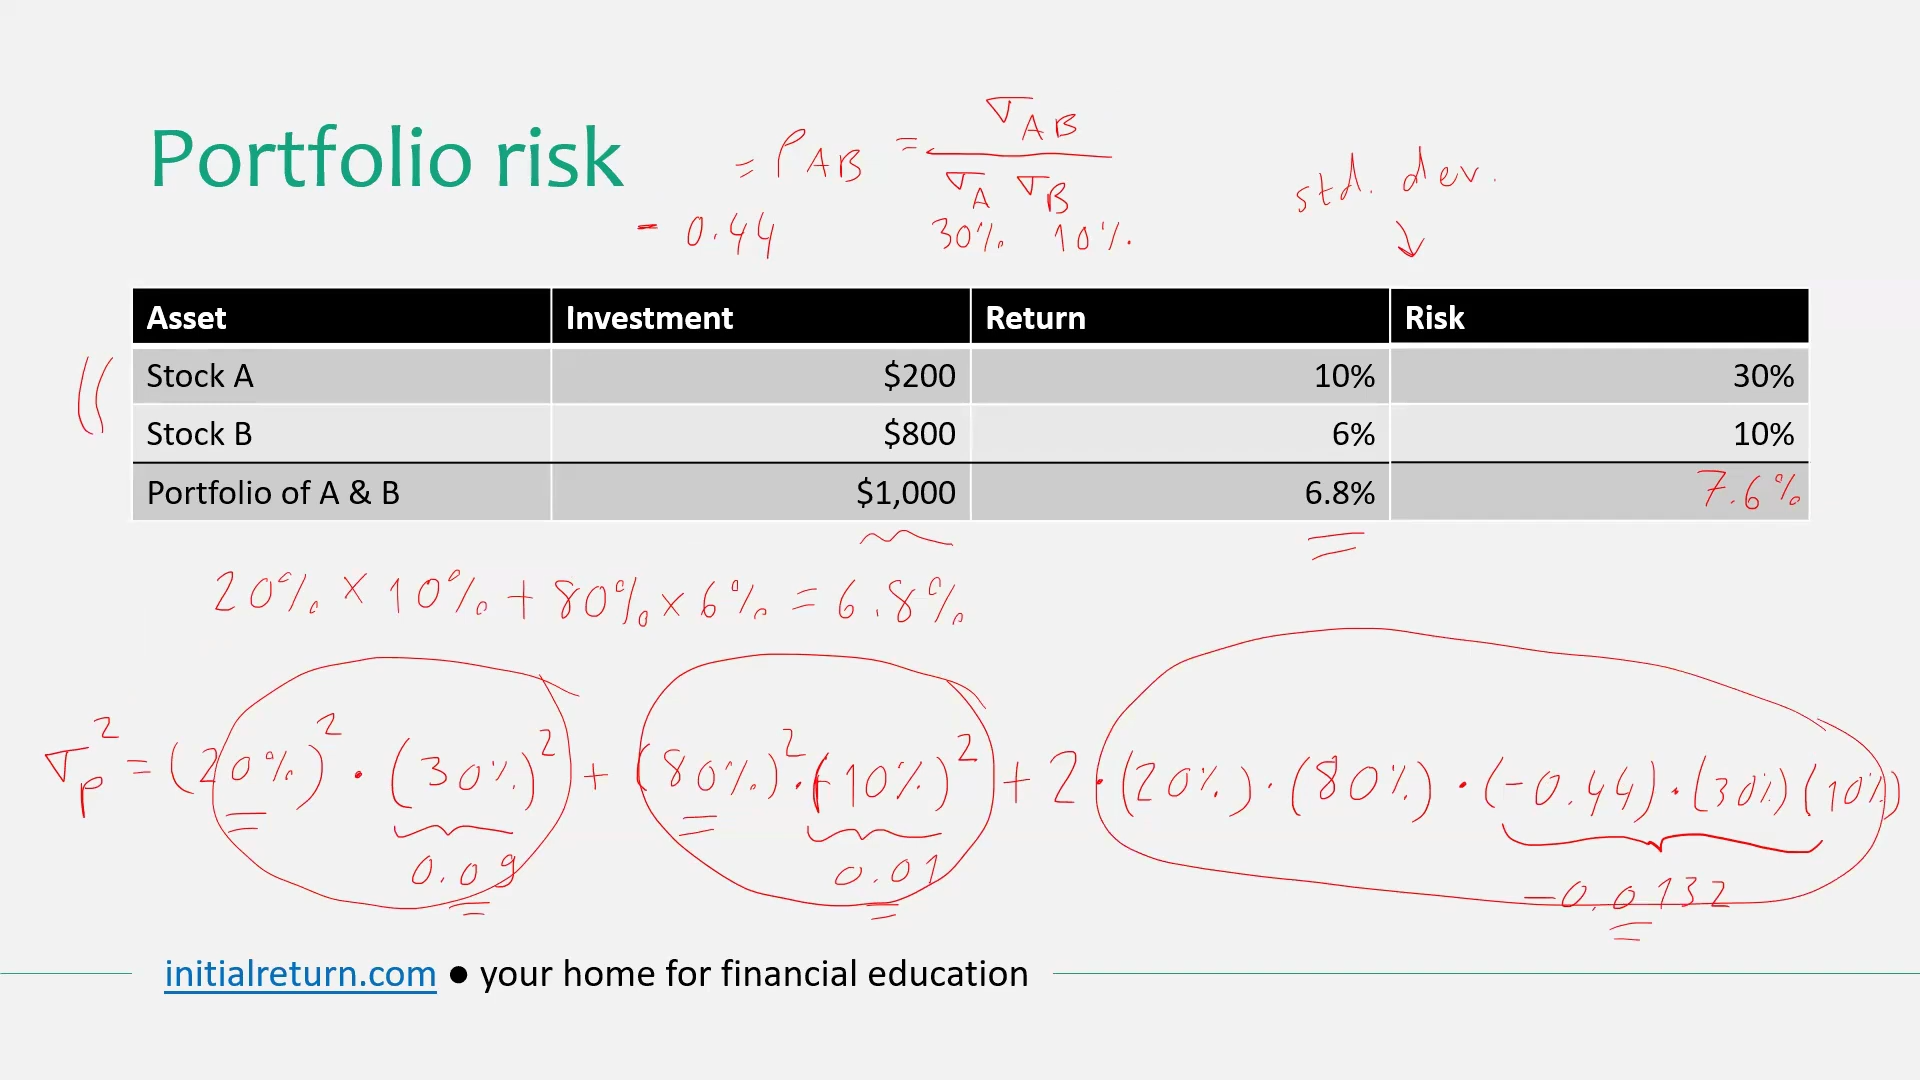 Portfolio risk
= ρAB = σAB / σA σB
- 0.44 30% 10%.
std. dev.
Asset Investment Return Risk
Stock A $200 10% 30%
Stock B $800 6% 10%
Portfolio of A & B $1,000 6.8% 7.6%
20% × 10% + 80% × 6% = 6.8%
σp² = (20%)² · (30%)² + (80%)² · (10%)² + 2 · (20%) · (80%) · (-0.44) · (30%) (10%)
0.09 0.01 -0.0132
initialreturn.com ● your home for financial education